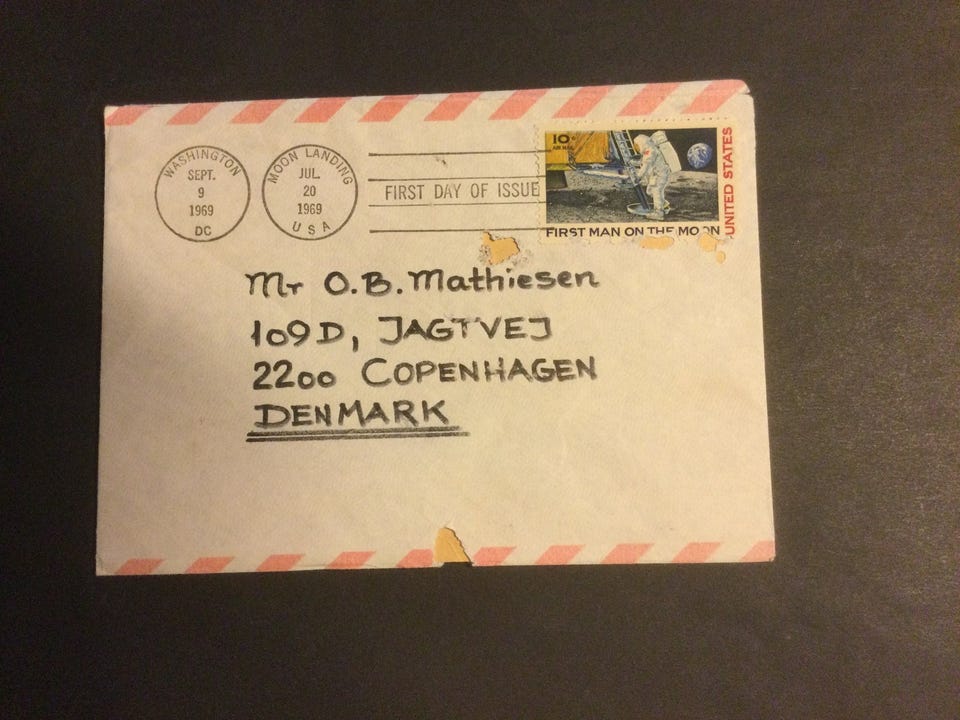 WASHINGTON
SEPT.
9
1969
DC
MOON LANDING
JUL.
20
1969
USA
FIRST DAY OF ISSUE
10¢
AIR MAIL
UNITED STATES
FIRST MAN ON THE MOON
Mr O.B. Mathiesen
109D, JAGTVEJ
2200 COPENHAGEN
DENMARK